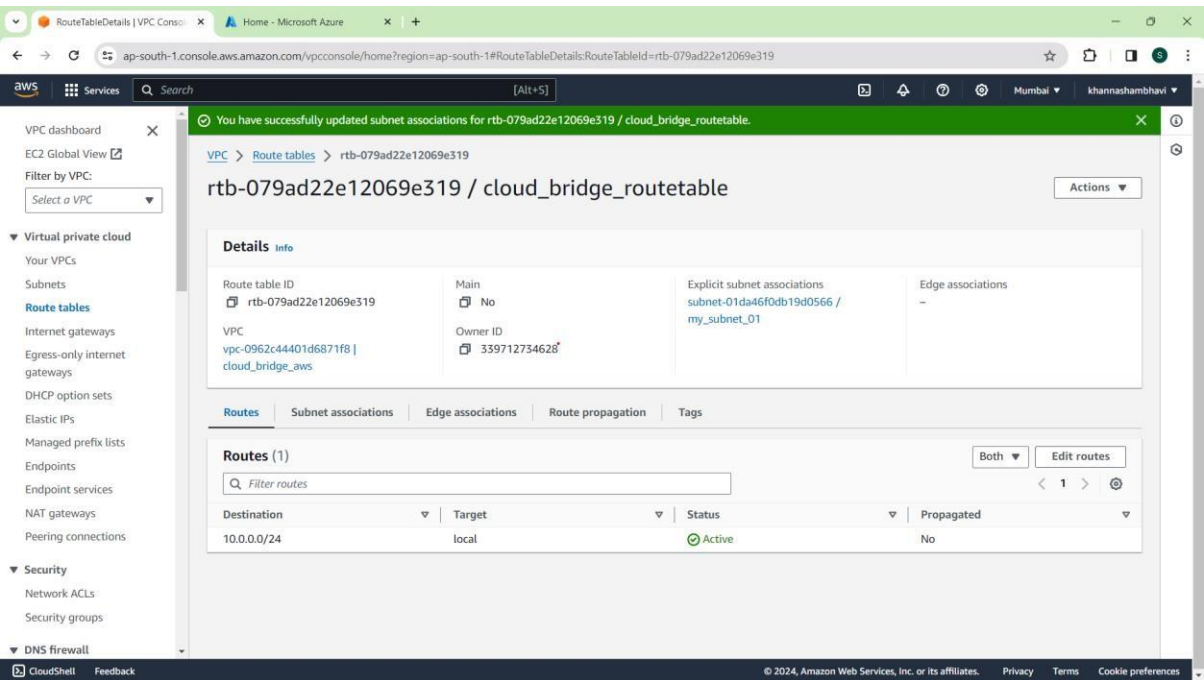 RouteTableDetails | VPC Conso
Home - Microsoft Azure
ap-south-1.console.aws.amazon.com/vpcconsole/home?region=ap-south-1#RouteTableDetails:RouteTableId=rtb-079ad22e12069e319
S
aws Services Search [Alt+S] Mumbai khannashambhavi
VPC dashboard
EC2 Global View
Filter by VPC:
Select a VPC
Virtual private cloud
Your VPCs
Subnets
Route tables
Internet gateways
Egress-only internet
gateways
DHCP option sets
Elastic IPs
Managed prefix lists
Endpoints
Endpoint services
NAT gateways
Peering connections
Security
Network ACLs
Security groups
DNS firewall
You have successfully updated subnet associations for rtb-079ad22e12069e319 / cloud_bridge_routetable.
VPC > Route tables > rtb-079ad22e12069e319
rtb-079ad22e12069e319 / cloud_bridge_routetable
Actions
Details Info
Route table ID
rtb-079ad22e12069e319
VPC
vpc-0962c44401d6871f8 |
cloud_bridge_aws
Main
No
Owner ID
339712734628
Explicit subnet associations
subnet-01da46f0db19d0566 /
my_subnet_01
Edge associations
–
Routes Subnet associations Edge associations Route propagation Tags
Routes (1)
Both Edit routes
Filter routes
< 1 >
Destination Target Status Propagated
10.0.0.0/24 local Active No
CloudShell Feedback © 2024, Amazon Web Services, Inc. or its affiliates. Privacy Terms Cookie preferences